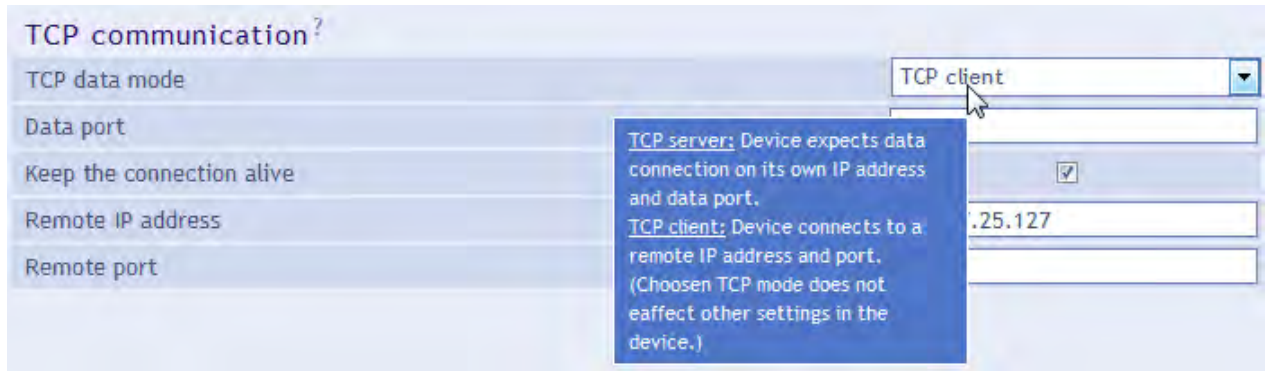 TCP communication?
TCP data mode
TCP client
Data port
TCP server: Device expects data
connection on its own IP address
and data port.
TCP client: Device connects to a
remote IP address and port.
(Choosen TCP mode does not
eaffect other settings in the
device.)
Keep the connection alive
Remote IP address
.25.127
Remote port